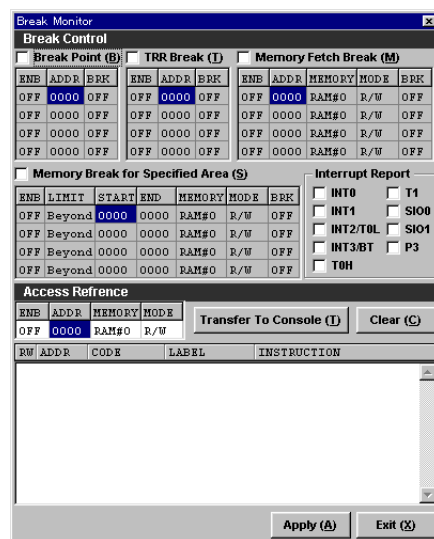 Break Monitor
Break Control
Break Point (B) TRR Break (T) Memory Fetch Break (M)
ENB ADDR BRK ENB ADDR BRK ENB ADDR MEMORY MODE BRK
OFF 0000 OFF OFF 0000 OFF OFF 0000 RAM#0 R/W OFF
OFF 0000 OFF OFF 0000 OFF OFF 0000 RAM#0 R/W OFF
OFF 0000 OFF OFF 0000 OFF OFF 0000 RAM#0 R/W OFF
OFF 0000 OFF OFF 0000 OFF OFF 0000 RAM#0 R/W OFF
Memory Break for Specified Area (S) Interrupt Report
ENB LIMIT START END MEMORY MODE BRK INT0 T1
OFF Beyond 0000 0000 RAM#0 R/W OFF INT1 SIO0
OFF Beyond 0000 0000 RAM#0 R/W OFF INT2/T0L SIO1
OFF Beyond 0000 0000 RAM#0 R/W OFF INT3/BT P3
OFF Beyond 0000 0000 RAM#0 R/W OFF T0H
Access Refrence
ENB ADDR MEMORY MODE
OFF 0000 RAM#0 R/W Transfer To Console (T) Clear (C)
RW ADDR CODE LABEL INSTRUCTION
Apply (A) Exit (X)